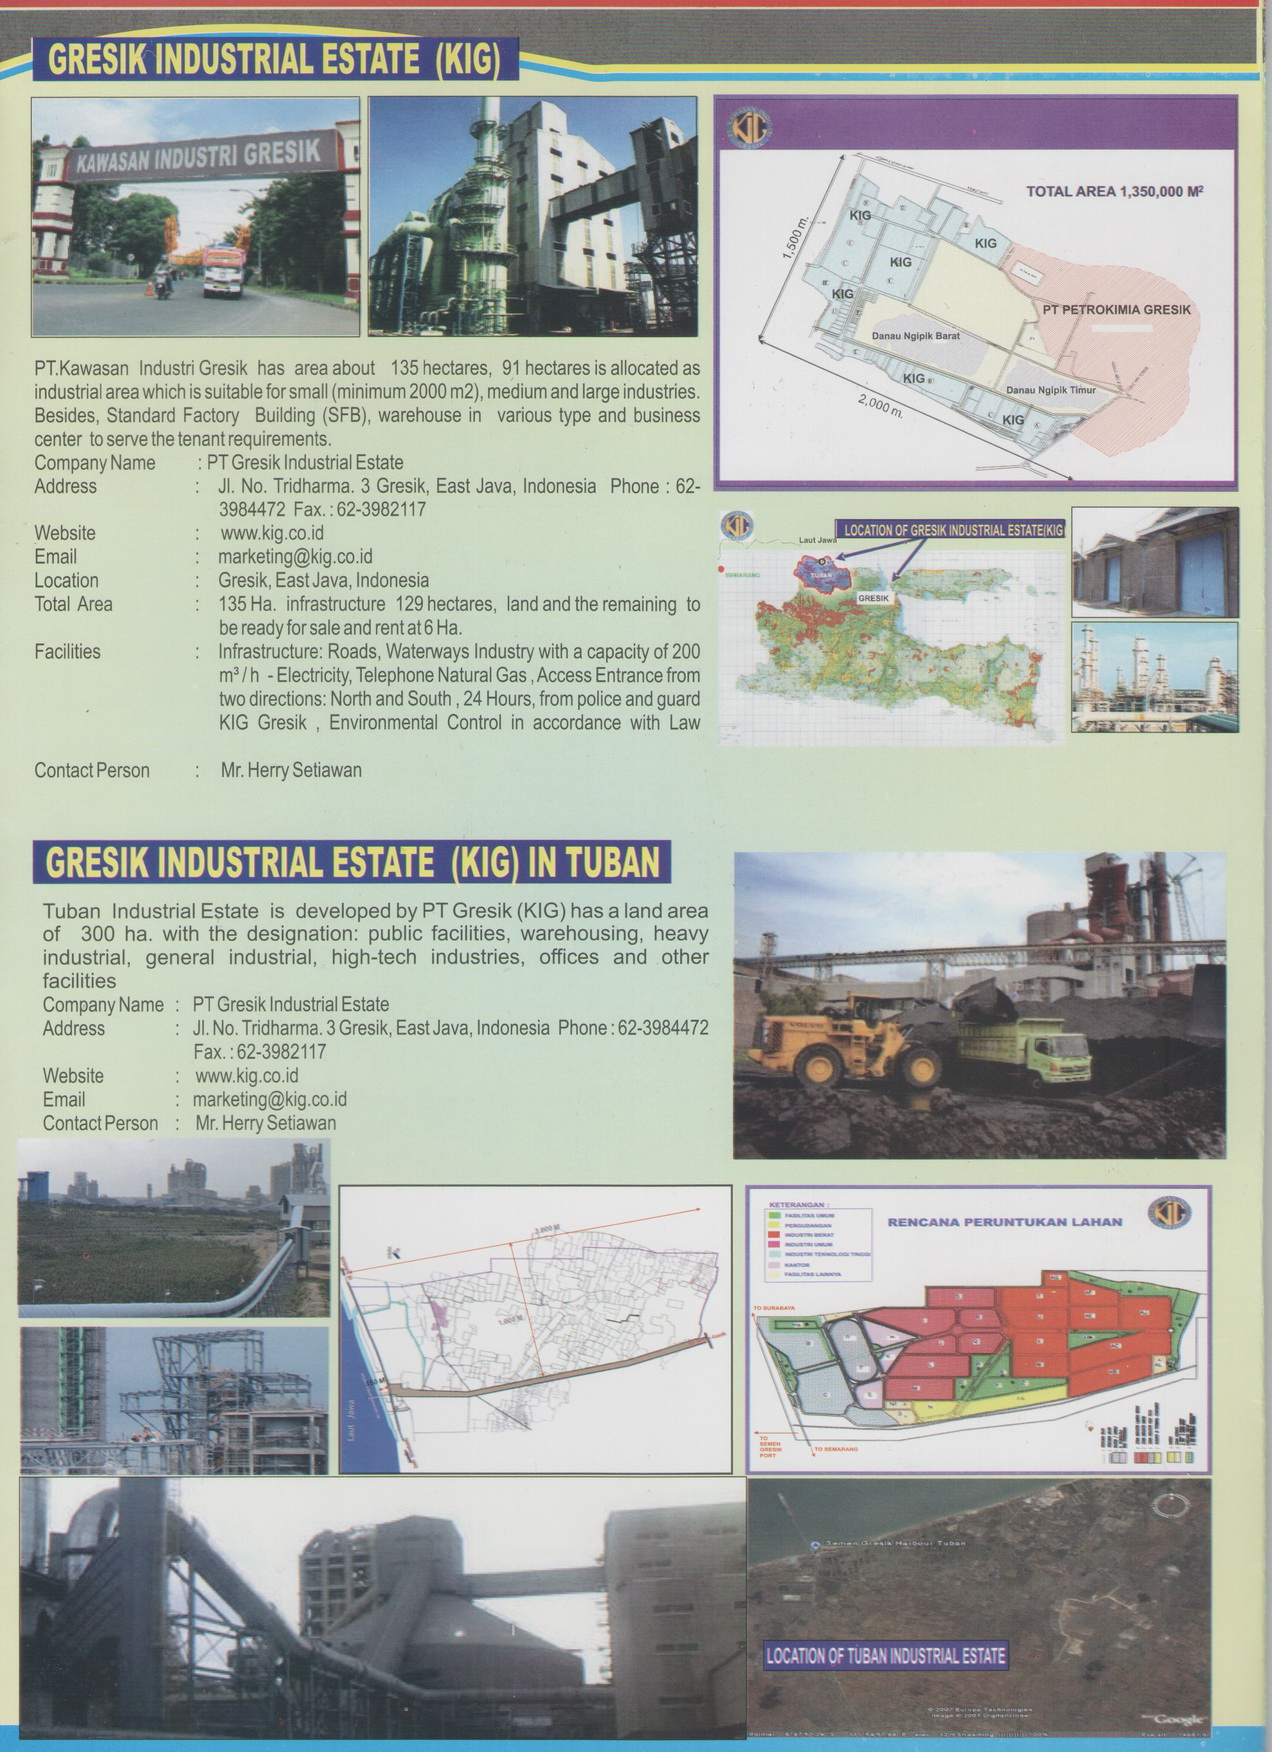 GRESIK INDUSTRIAL ESTATE (KIG)
KAWASAN INDUSTRI GRESIK
KIG
TOTAL AREA 1,350,000 M²
1,500 m.
KIG
KIG
KIG
KIG
PT PETROKIMIA GRESIK
Danau Ngipik Barat
KIG
Danau Ngipik Timur
KIG
2,000 m.
PT.Kawasan Industri Gresik has area about 135 hectares, 91 hectares is allocated as
industrial area which is suitable for small (minimum 2000 m2), medium and large industries.
Besides, Standard Factory Building (SFB), warehouse in various type and business
center to serve the tenant requirements.
Company Name : PT Gresik Industrial Estate
Address : Jl. No. Tridharma. 3 Gresik, East Java, Indonesia Phone : 62-
3984472 Fax. : 62-3982117
Website : www.kig.co.id
Email : marketing@kig.co.id
Location : Gresik, East Java, Indonesia
Total Area : 135 Ha. infrastructure 129 hectares, land and the remaining to
be ready for sale and rent at 6 Ha.
Facilities : Infrastructure: Roads, Waterways Industry with a capacity of 200
m³ / h - Electricity, Telephone Natural Gas , Access Entrance from
two directions: North and South , 24 Hours, from police and guard
KIG Gresik , Environmental Control in accordance with Law
Contact Person : Mr. Herry Setiawan
KIG
LOCATION OF GRESIK INDUSTRIAL ESTATE(KIG
Laut Jawa
SEMARANG
TUBAN
GRESIK
GRESIK INDUSTRIAL ESTATE (KIG) IN TUBAN
Tuban Industrial Estate is developed by PT Gresik (KIG) has a land area
of 300 ha. with the designation: public facilities, warehousing, heavy
industrial, general industrial, high-tech industries, offices and other
facilities
Company Name : PT Gresik Industrial Estate
Address : Jl. No. Tridharma. 3 Gresik, East Java, Indonesia Phone : 62-3984472
Fax. : 62-3982117
Website : www.kig.co.id
Email : marketing@kig.co.id
Contact Person : Mr. Herry Setiawan
VOLVO
3,000 M
1,000 M
150 M
Laut Jawa
KETERANGAN :
FASILITAS UMUM
PERGUDANGAN
INDUSTRI BERAT
INDUSTRI UMUM
INDUSTRI TEKNOLOGI TINGGI
KANTOR
FASILITAS LAINNYA
RENCANA PERUNTUKAN LAHAN
KIG
TO SURABAYA
TO
SEMEN
GRESIK
PORT
TO SEMARANG
Semen Gresik Harbour Tuban
LOCATION OF TUBAN INDUSTRIAL ESTATE
© 2007 Europa Technologies
Image © 2007 DigitalGlobe
Google